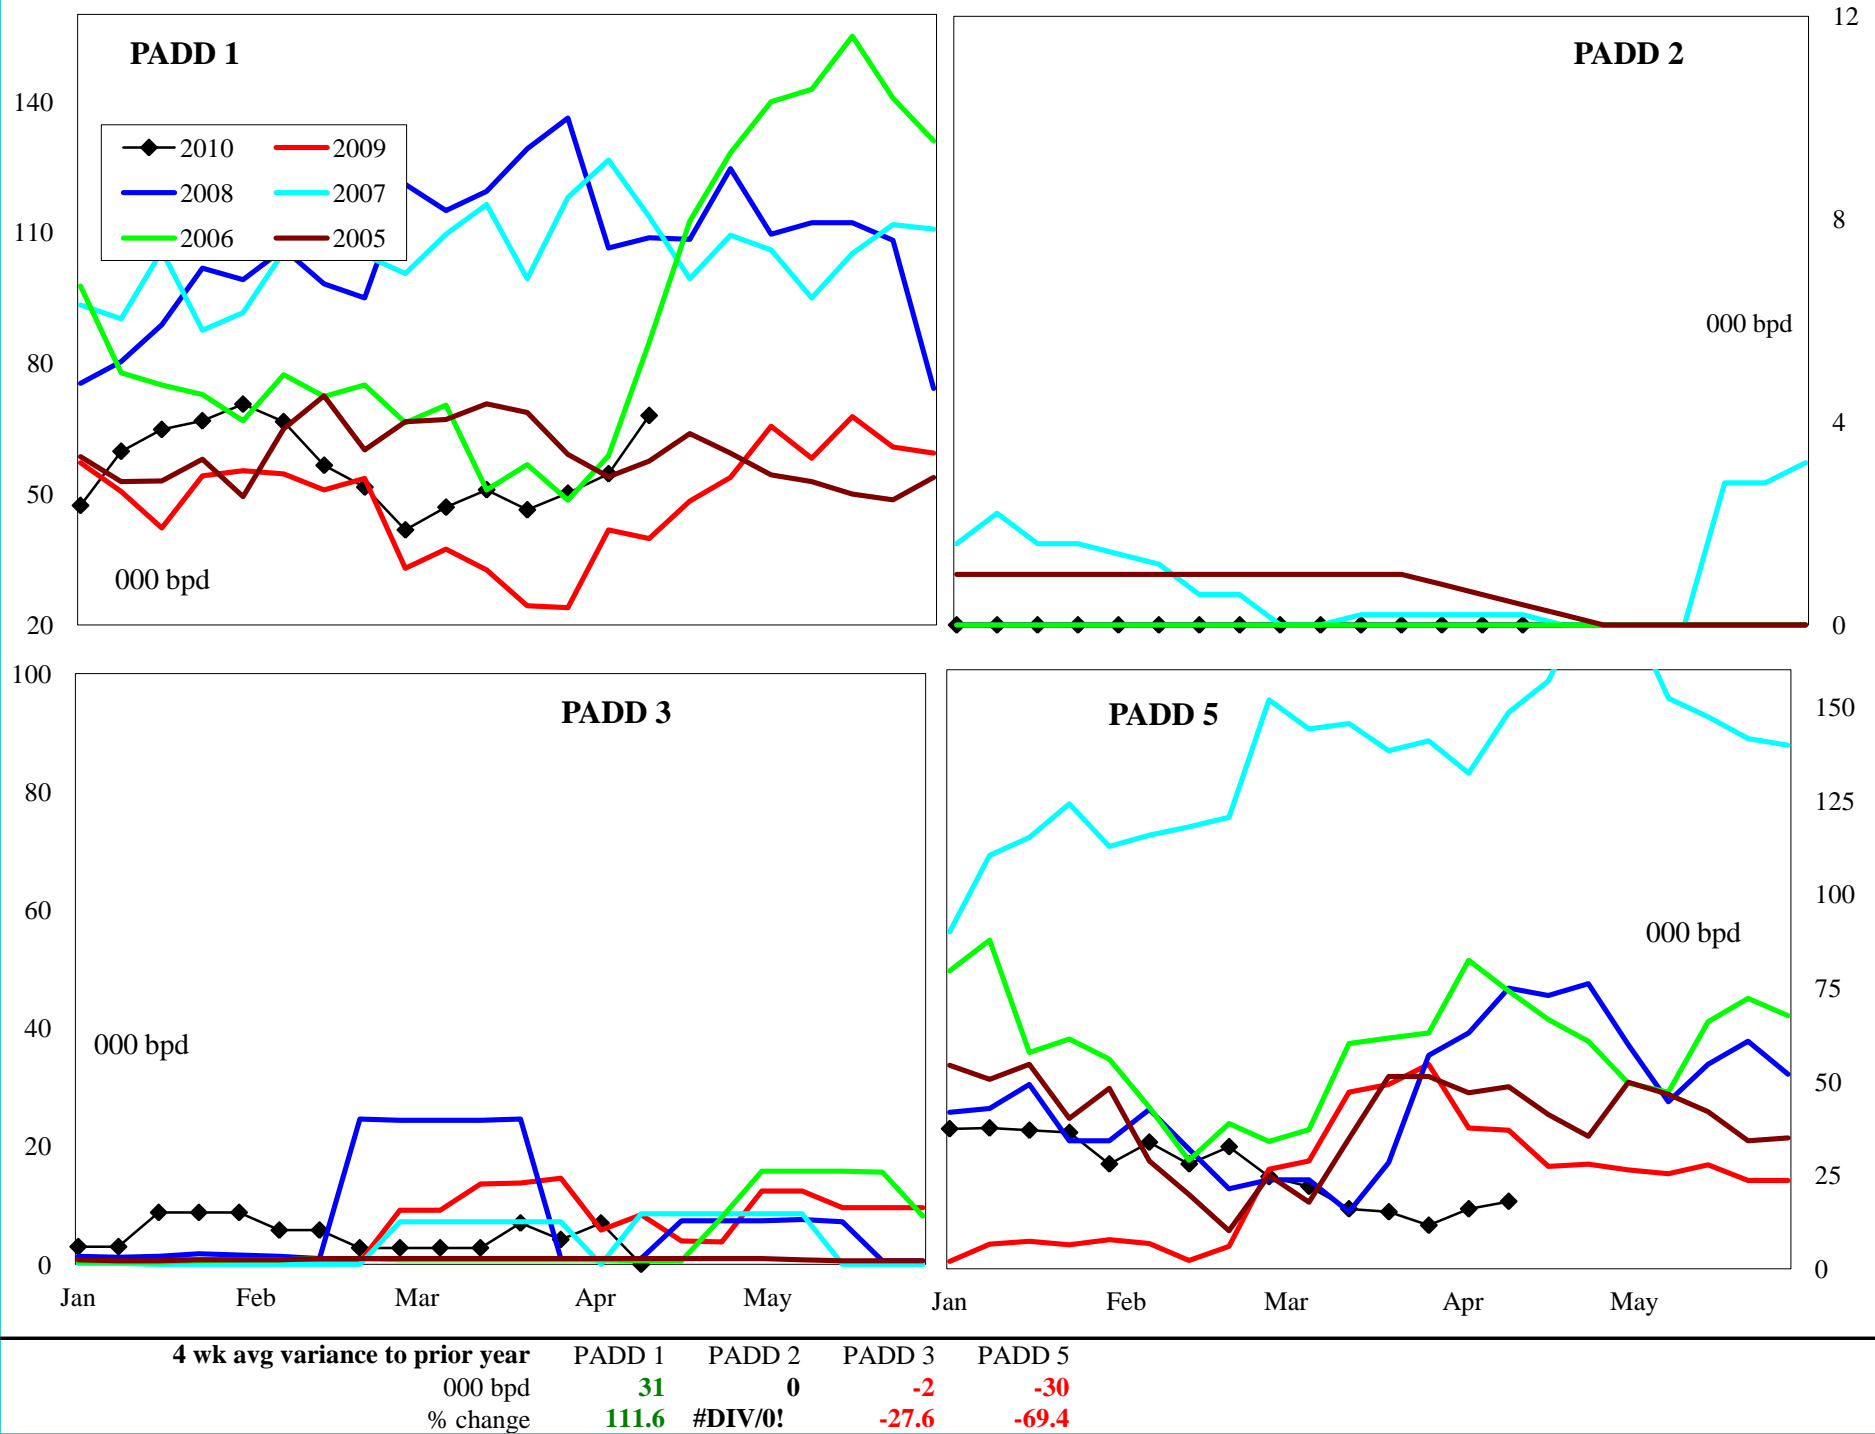 PADD 1
140
110
80
50
20
2010 2009
2008 2007
2006 2005
000 bpd
PADD 2
12
8
4
0
000 bpd
PADD 3
100
80
60
40
20
0
000 bpd
Jan Feb Mar Apr May
PADD 5
150
125
100
75
50
25
0
000 bpd
Jan Feb Mar Apr May
4 wk avg variance to prior year PADD 1 PADD 2 PADD 3 PADD 5
000 bpd 31 0 -2 -30
% change 111.6 #DIV/0! -27.6 -69.4